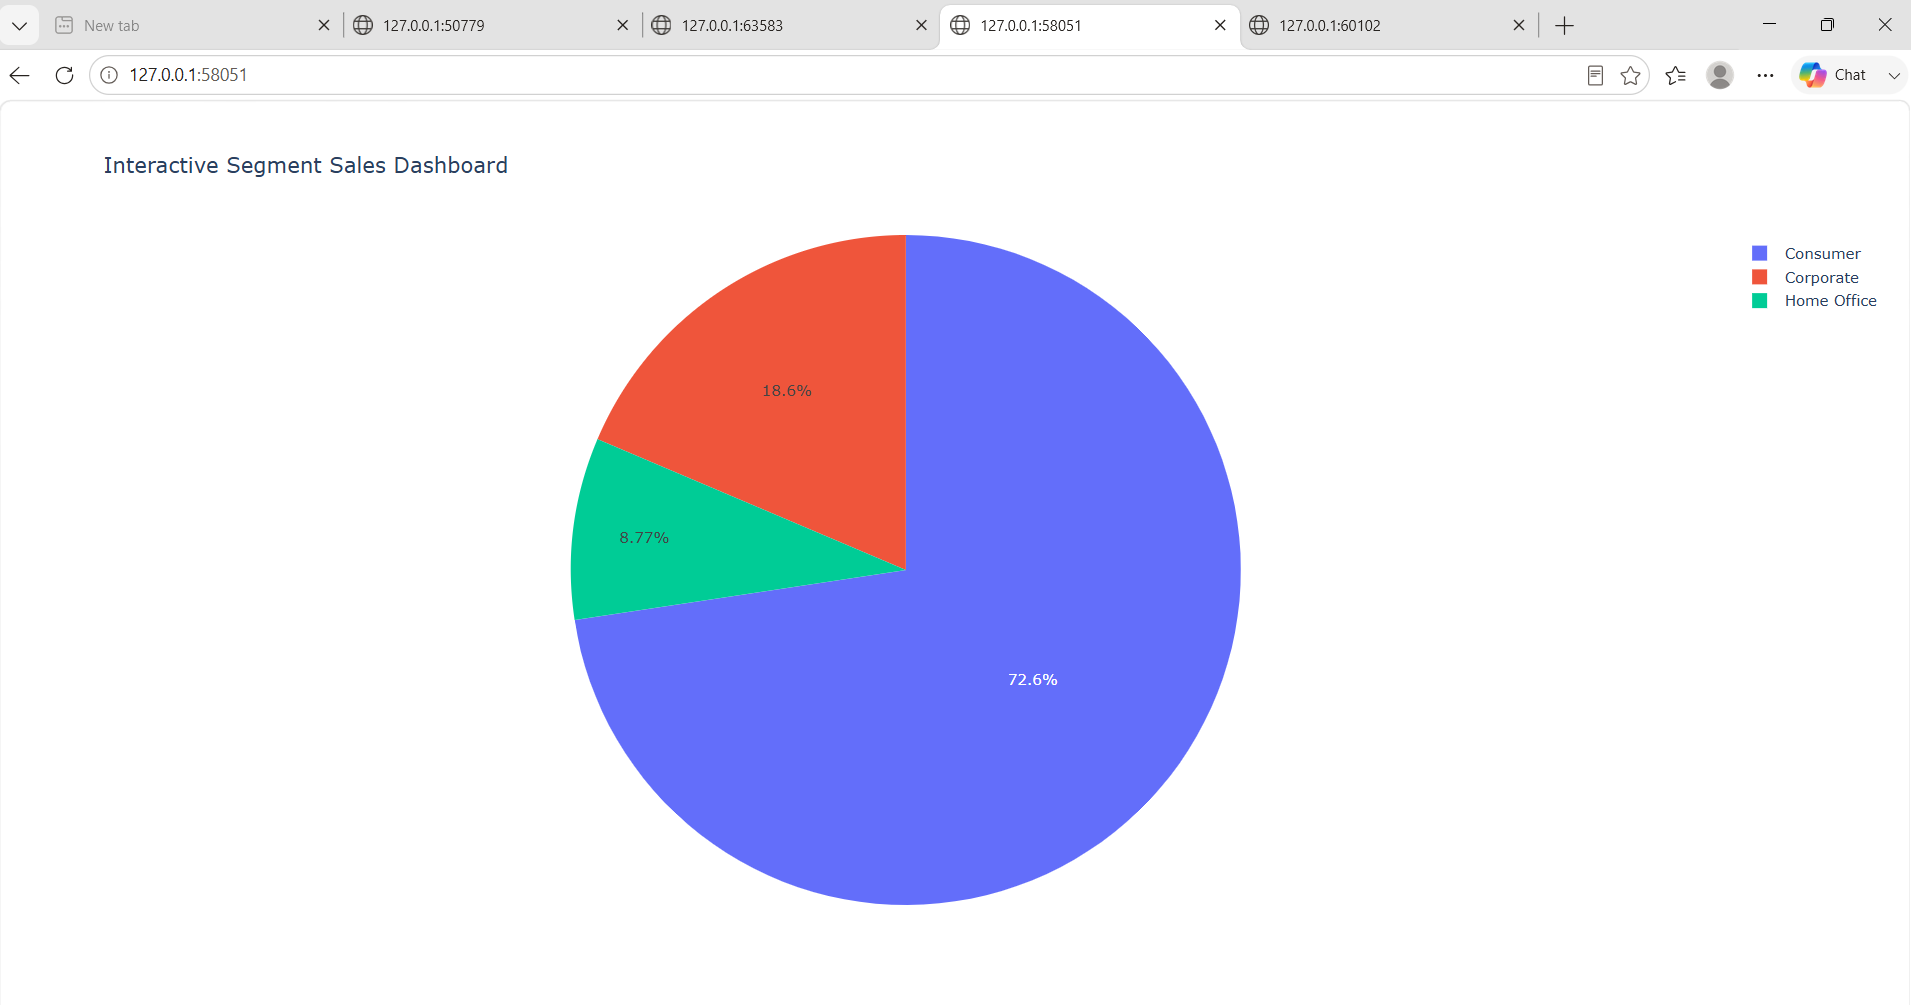 New tab
127.0.0.1:50779
127.0.0.1:63583
127.0.0.1:58051
127.0.0.1:60102
127.0.0.1:58051
Chat
Interactive Segment Sales Dashboard
Consumer
Corporate
Home Office
18.6%
8.77%
72.6%